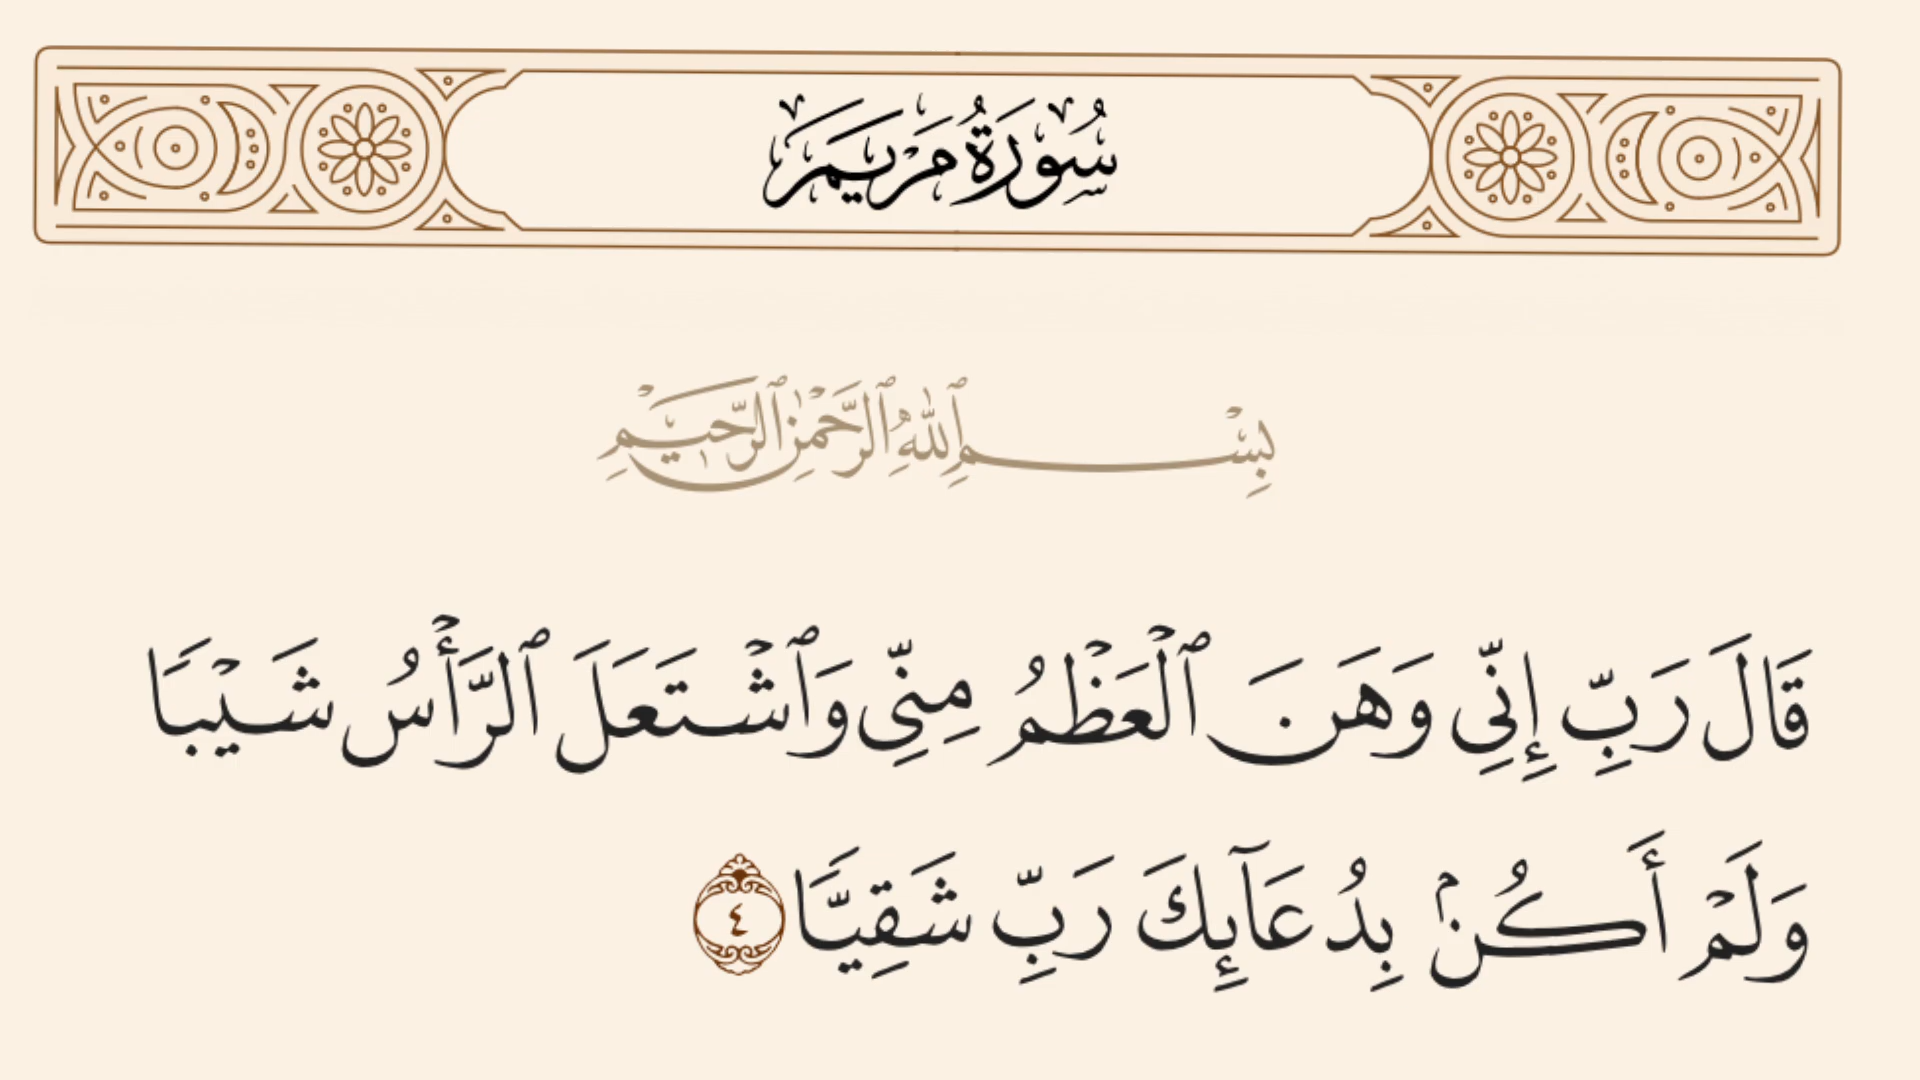 سُورَةُ مَرْيَمَ
بِسْمِ ٱللَّهِ ٱلرَّحْمَٰنِ ٱلرَّحِيمِ
قَالَ رَبِّ إِنِّى وَهَنَ ٱلْعَظْمُ مِنِّى وَٱشْتَعَلَ ٱلرَّأْسُ شَيْبًا
وَلَمْ أَكُنۢ بِدُعَآئِكَ رَبِّ شَقِيًّا ٤